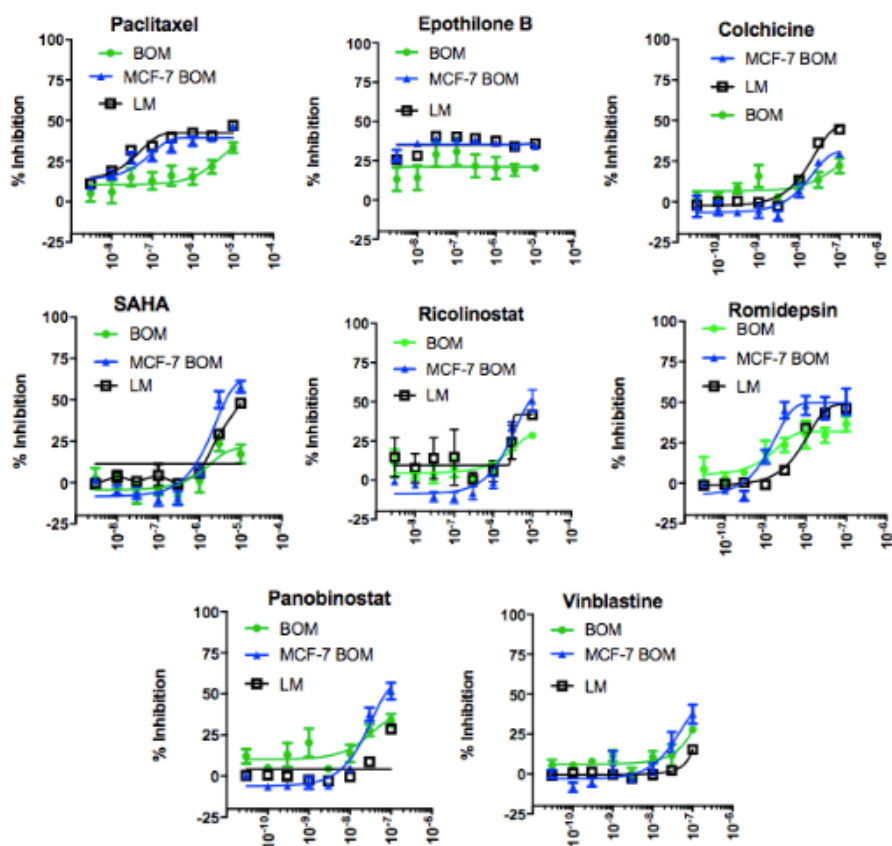 Paclitaxel
BOM
MCF-7 BOM
LM
% Inhibition
100
75
50
25
0
-25
10⁻⁸ 10⁻⁷ 10⁻⁶ 10⁻⁵ 10⁻⁴
Epothilone B
BOM
MCF-7 BOM
LM
% Inhibition
100
75
50
25
0
-25
10⁻⁸ 10⁻⁷ 10⁻⁶ 10⁻⁵ 10⁻⁴
Colchicine
MCF-7 BOM
LM
BOM
% Inhibition
100
75
50
25
0
-25
10⁻¹⁰ 10⁻⁹ 10⁻⁸ 10⁻⁷ 10⁻⁶
SAHA
BOM
MCF-7 BOM
LM
% Inhibition
100
75
50
25
0
-25
10⁻⁸ 10⁻⁷ 10⁻⁶ 10⁻⁵ 10⁻⁴
Ricolinostat
BOM
MCF-7 BOM
LM
% Inhibition
100
75
50
25
0
-25
10⁻⁸ 10⁻⁷ 10⁻⁶ 10⁻⁵ 10⁻⁴
Romidepsin
BOM
MCF-7 BOM
LM
% Inhibition
100
75
50
25
0
-25
10⁻¹⁰ 10⁻⁹ 10⁻⁸ 10⁻⁷ 10⁻⁶
Panobinostat
BOM
MCF-7 BOM
LM
% Inhibition
100
75
50
25
0
-25
10⁻¹⁰ 10⁻⁹ 10⁻⁸ 10⁻⁷ 10⁻⁶
Vinblastine
BOM
MCF-7 BOM
LM
% Inhibition
100
75
50
25
0
-25
10⁻¹⁰ 10⁻⁹ 10⁻⁸ 10⁻⁷ 10⁻⁶